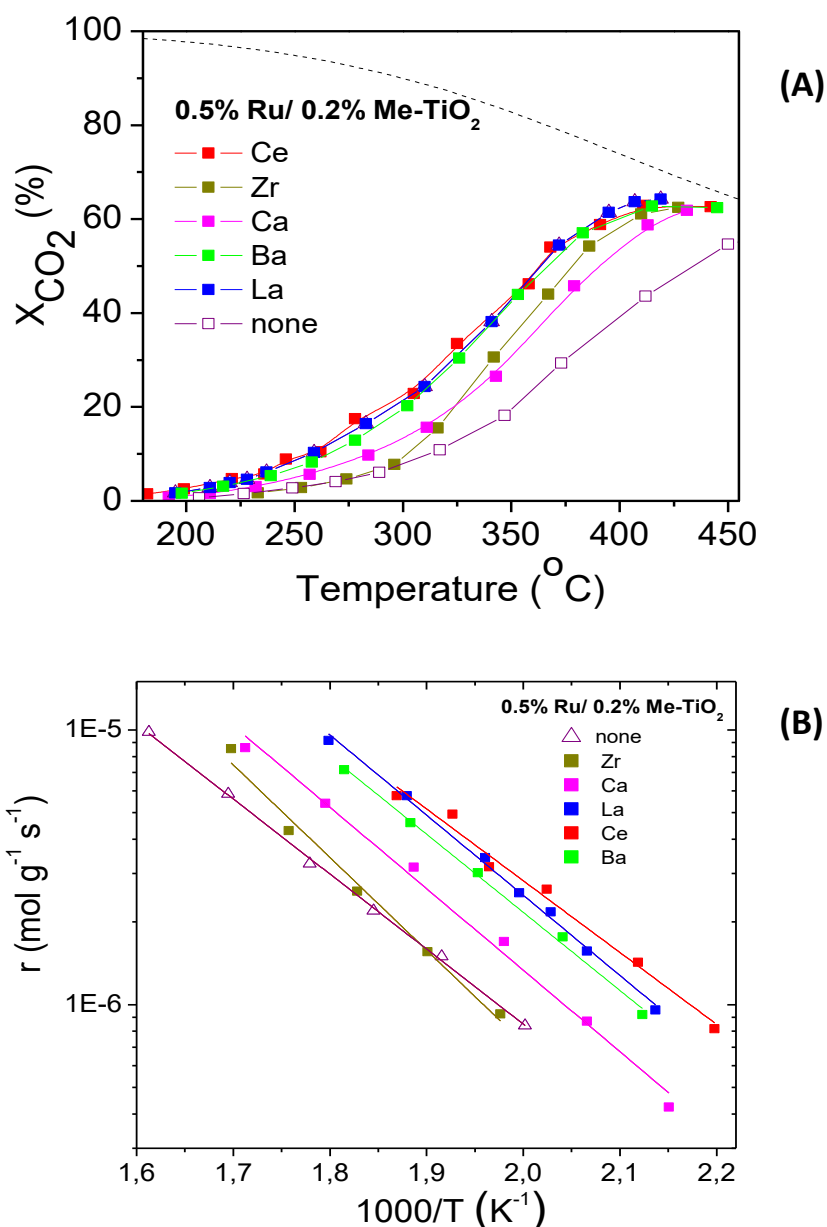 (A)
100
80
60
40
20
0
X_CO2 (%)
0.5% Ru/ 0.2% Me-TiO2
Ce
Zr
Ca
Ba
La
none
200 250 300 350 400 450
Temperature (°C)
(B)
1E-5
1E-6
r (mol g⁻¹ s⁻¹)
0.5% Ru/ 0.2% Me-TiO2
none
Zr
Ca
La
Ce
Ba
1,6 1,7 1,8 1,9 2,0 2,1 2,2
1000/T (K⁻¹)